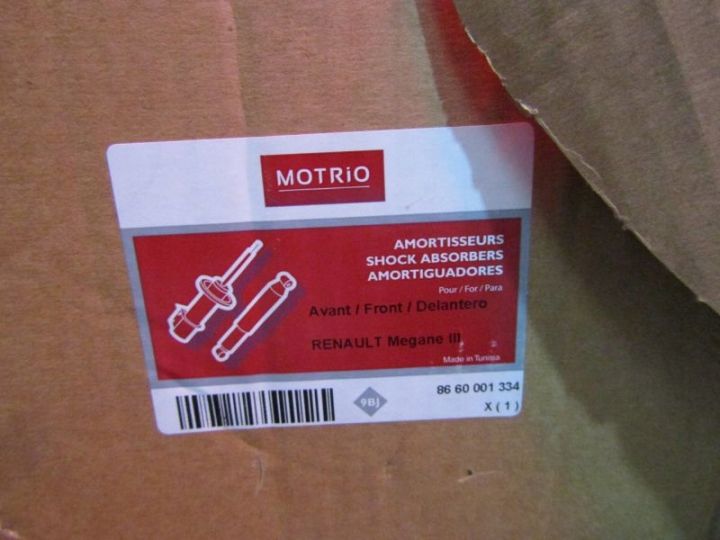 MOTRiO
AMORTISSEURS
SHOCK ABSORBERS
AMORTIGUADORES
Pour / For / Para
Avant / Front / Delantero
RENAULT Megane III
Made in Tunisia
9BJ
86 60 001 334
X ( 1 )